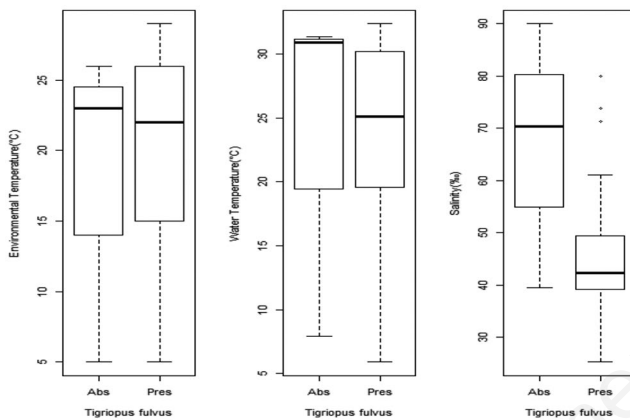 Environmental Temperature(°C)
25
20
15
10
5
Abs
Pres
Tigriopus fulvus
Water Temperature(°C)
30
25
20
15
10
5
Abs
Pres
Tigriopus fulvus
Salinity(‰)
90
80
70
60
50
40
30
Abs
Pres
Tigriopus fulvus